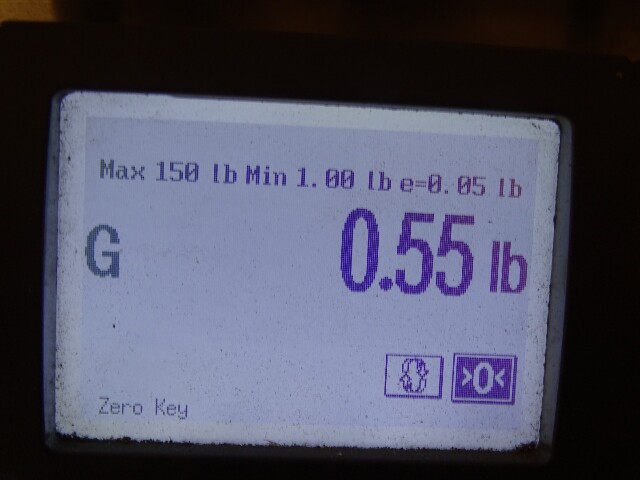 Max 150 lb Min 1.00 lb e=0.05 lb
G 0.55 lb
>0<
Zero Key